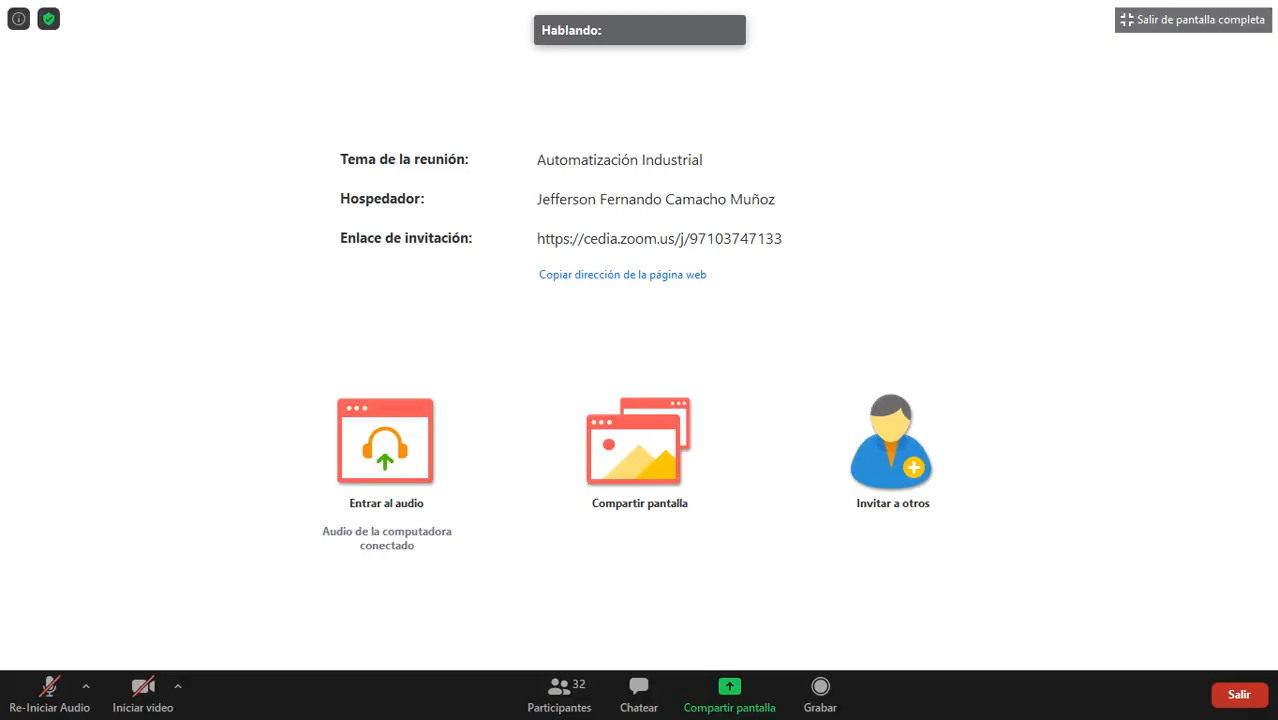 Hablando:
Salir de pantalla completa
Tema de la reunión: Automatización Industrial
Hospedador: Jefferson Fernando Camacho Muñoz
Enlace de invitación: https://cedia.zoom.us/j/97103747133
Copiar dirección de la página web
Entrar al audio
Audio de la computadora
conectado
Compartir pantalla
Invitar a otros
Re-Iniciar Audio
Iniciar video
32
Participantes
Chatear
Compartir pantalla
Grabar
Salir